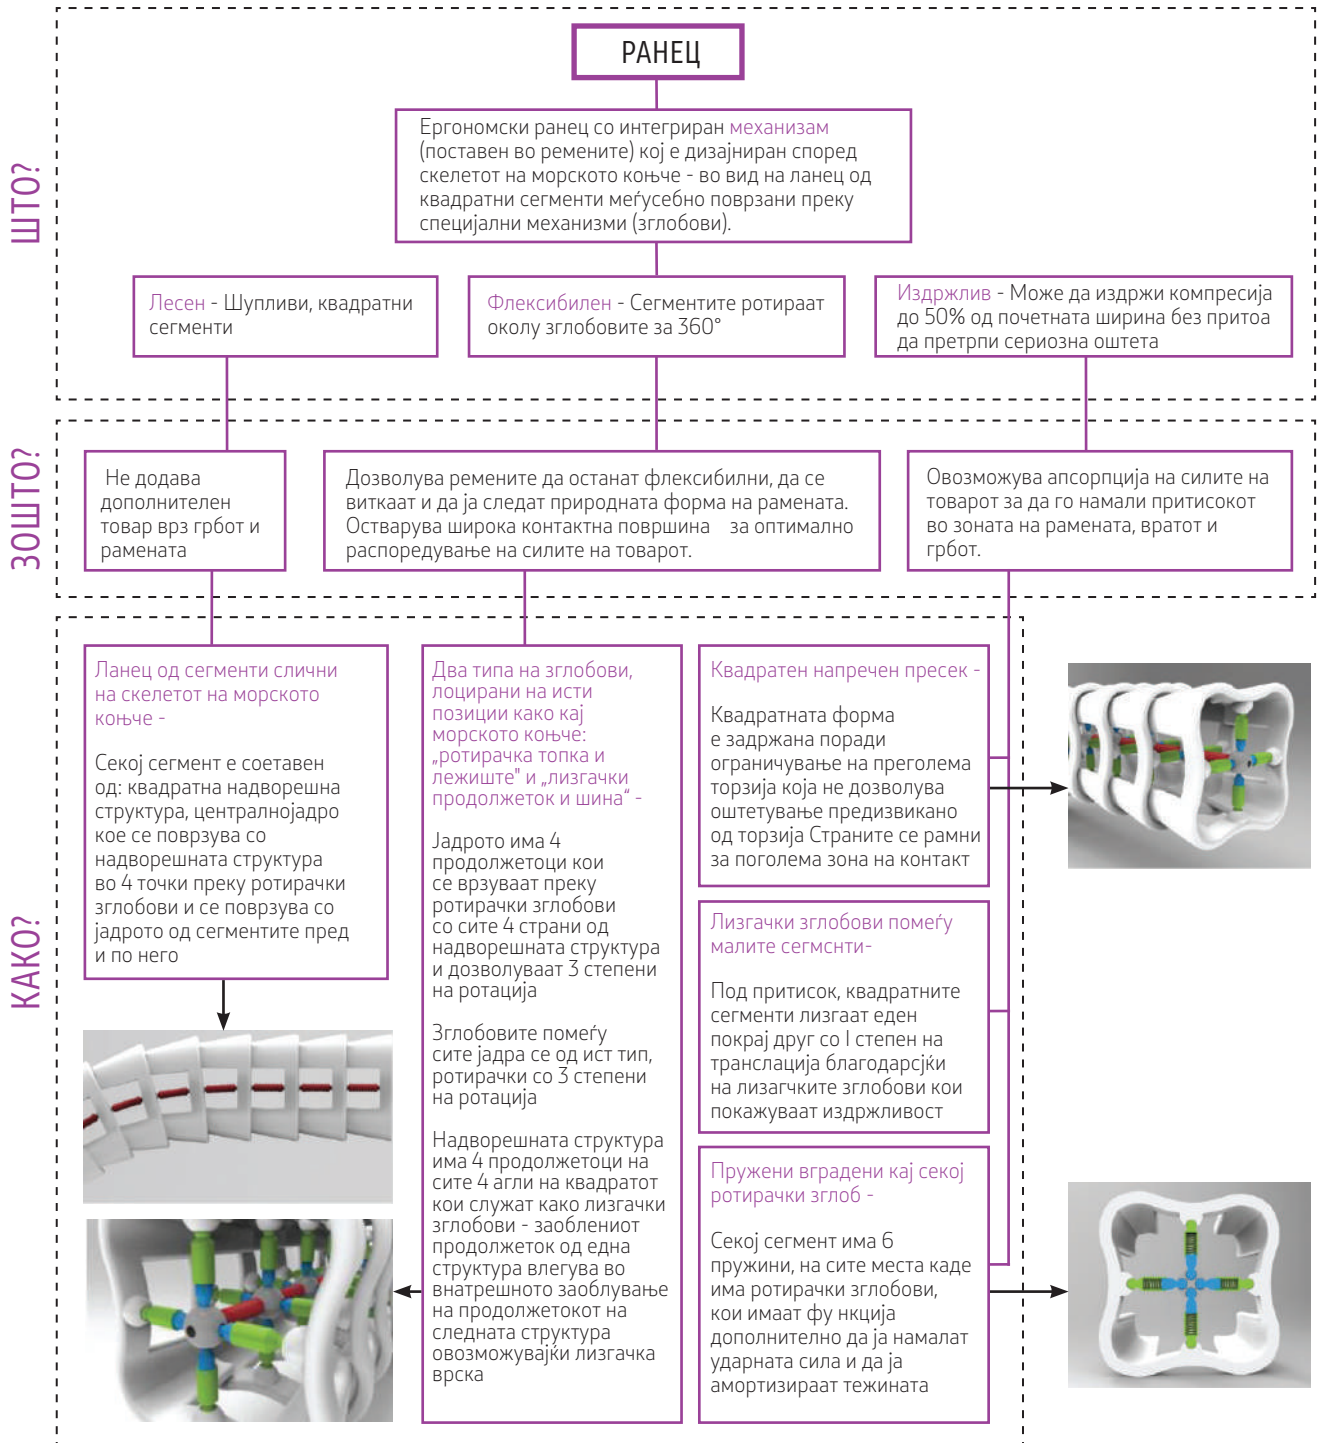 РАНЕЦ
ШТО?
Ергономски ранец со интегриран механизам
(поставен во ремените) кој е дизајниран според
скелетот на морското коњче - во вид на ланец од
квадратни сегменти меѓусебно поврзани преку
специјални механизми (зглобови).
Лесен - Шупливи, квадратни
сегменти
Флексибилен - Сегментите ротираат
околу зглобовите за 360°
Издржлив - Може да издржи компресија
до 50% од почетната ширина без притоа
да претрпи сериозна оштета
ЗОШТО?
Не додава
дополнителен
товар врз грбот и
рамената
Дозволува ремените да останат флексибилни, да се
виткаат и да ја следат природната форма на рамената.
Остварува широка контактна површина за оптимално
распоредување на силите на товарот.
Овозможува апсорпција на силите на
товарот за да го намали притисокот
во зоната на рамената, вратот и
грбот.
КАКО?
Ланец од сегменти слични
на скелетот на морското
коњче -
Секој сегмент е составен
од: квадратна надворешна
структура, централнојадро
кое се поврзува со
надворешната структура
во 4 точки преку ротирачки
зглобови и се поврзува со
јадрото од сегментите пред
и по него
Два типа на зглобови,
лоцирани на исти
позиции како кај
морското коњче:
„ротирачка топка и
лежиште" и „лизгачки
продолжеток и шина“ -
Јадрото има 4
продолжетоци кои
се врзуваат преку
ротирачки зглобови
со сите 4 страни од
надворешната структура
и дозволуваат 3 степени
на ротација
Зглобовите помеѓу
сите јадра се од ист тип,
ротирачки со 3 степени
на ротација
Надворешната структура
има 4 продолжетоци на
сите 4 агли на квадратот
кои служат како лизгачки
зглобови - заоблениот
продолжеток од една
структура влегува во
внатрешното заоблување
на продолжетокот на
следната структура
овозможувајќи лизгачка
врска
Квадратен напречен пресек -
Квадратната форма
е задржана поради
ограничување на преголема
торзија која не дозволува
оштетување предизвикано
од торзија Страните се рамни
за поголема зона на контакт
Лизгачки зглобови помеѓу
малите сегмснти-
Под притисок, квадратните
сегменти лизгаат еден
покрај друг со I степен на
транслација благодарсјќи
на лизагчките зглобови кои
покажуваат издржливост
Пружени вградени кај секој
ротирачки зглоб -
Секој сегмент има 6
пружини, на сите места каде
има ротирачки зглобови,
кои имаат фу нкција
дополнително да ја намалат
ударната сила и да ја
амортизираат тежината